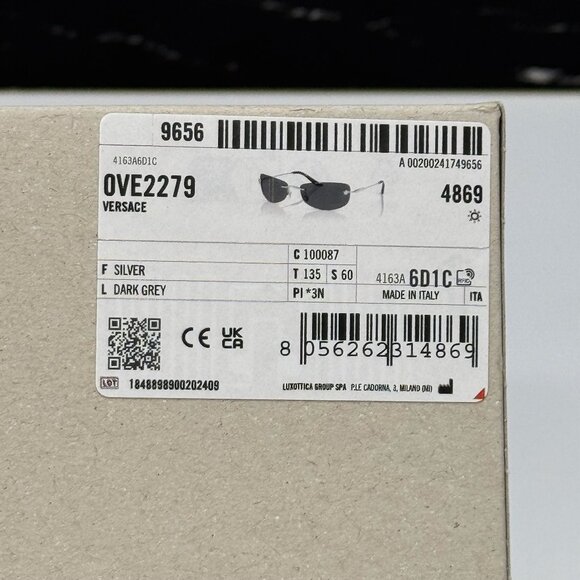 9656
4163A6D1C
A 00200241749656
0VE2279
VERSACE
4869
C 100087
F SILVER
T 135 S 60
4163A 6D1C
L DARK GREY
PI *3N
MADE IN ITALY
ITA
CE UK CA
8 056262 314869
LOT 1848898900202409
LUXOTTICA GROUP SPA P.LE CADORNA, 3, MILANO (MI)